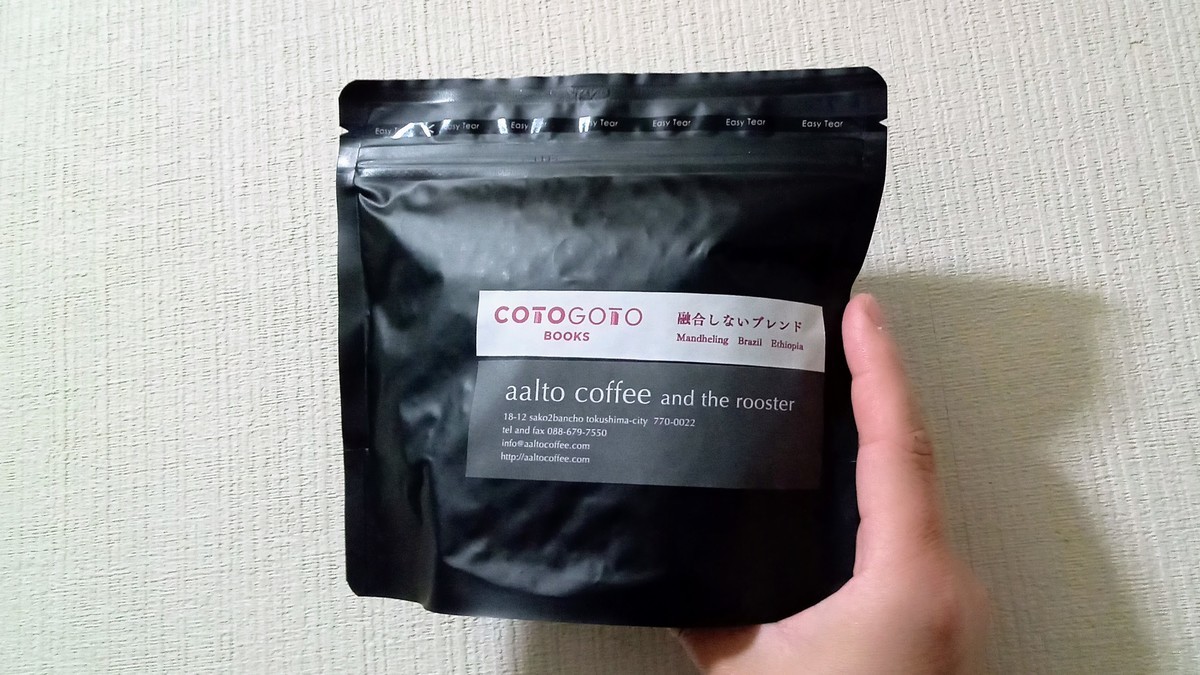 Easy Tear Easy Tear Easy Tear Easy Tear Easy Tear Easy Tear Easy Tear
COTOGOTO
BOOKS
融合しないブレンド
Mandheling Brazil Ethiopia
aalto coffee and the rooster
18-12 sako2bancho tokushima-city 770-0022
tel and fax 088-679-7550
info@aaltocoffee.com
http://aaltocoffee.com